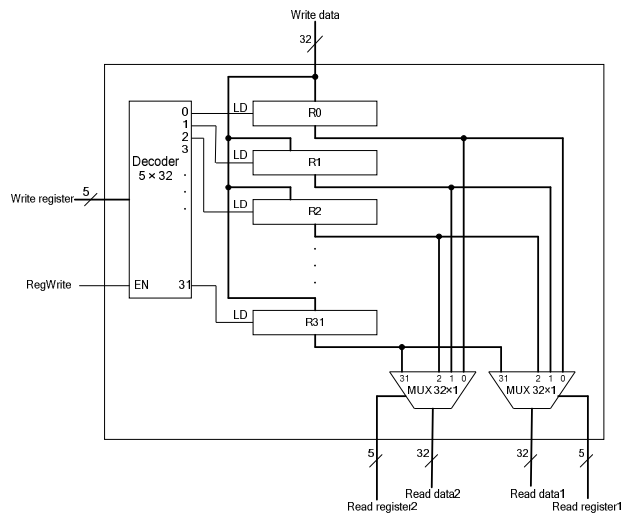 Write data
32
LD
R0
0
1
2
3
Decoder
5 × 32
.
.
.
LD
R1
Write register
5
LD
R2
.
.
.
RegWrite
EN
31
LD
R31
31
2
1
0
31
2
1
0
MUX 32×1
MUX 32×1
5
32
32
5
Read data2
Read data1
Read register2
Read register1